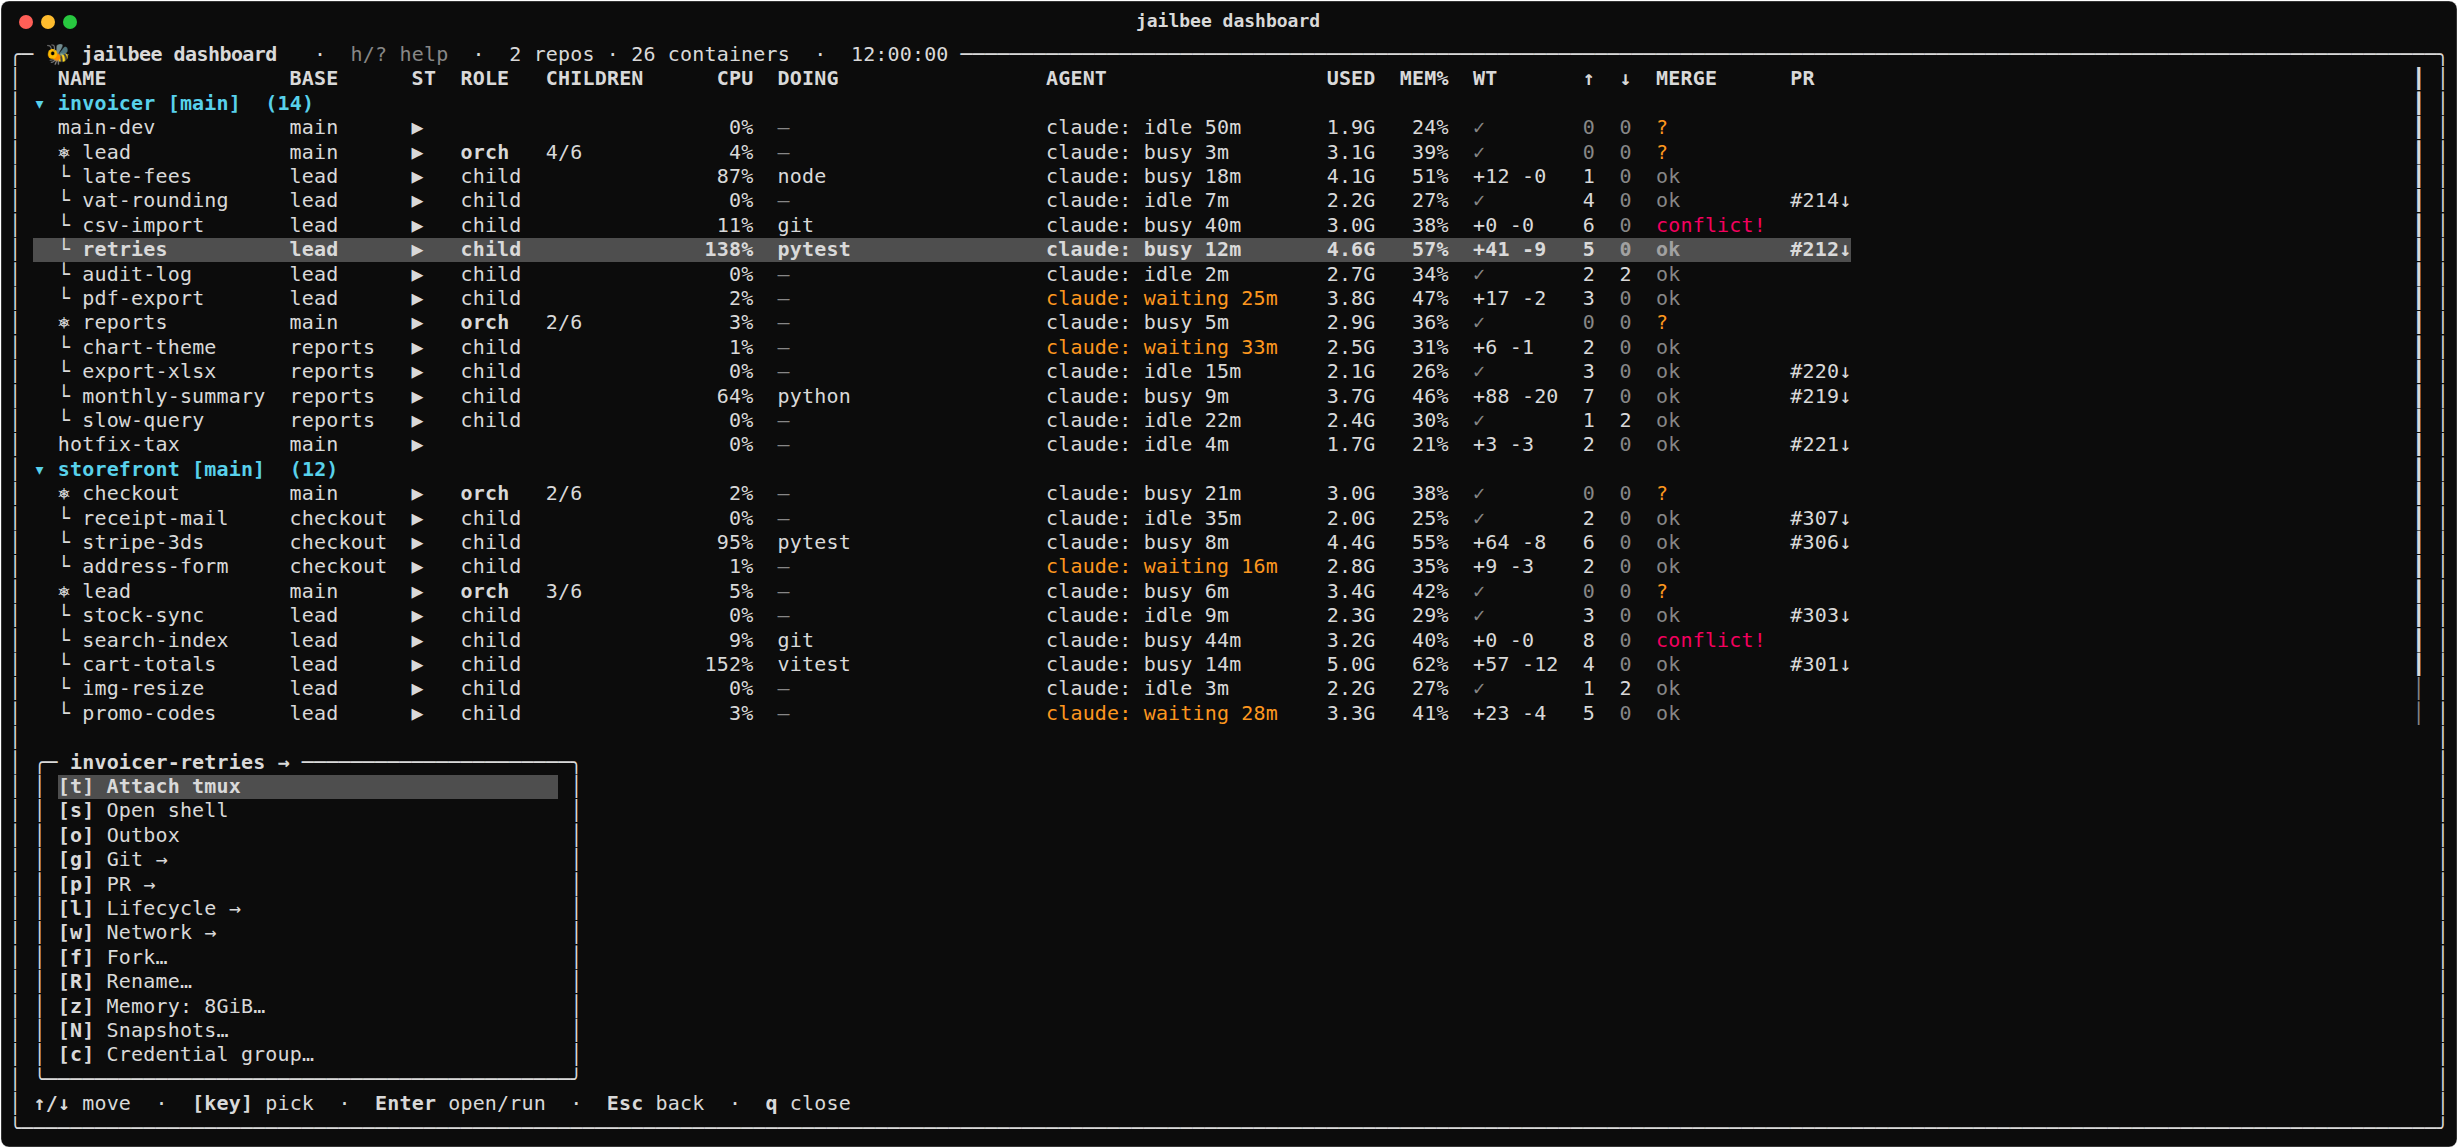 jailbee dashboard
🐝 jailbee dashboard · h/? help · 2 repos · 26 containers · 12:00:00
NAME BASE ST ROLE CHILDREN CPU DOING AGENT USED MEM% WT ↑ ↓ MERGE PR
▾ invoicer [main] (14)
main-dev main ▶ 0% — claude: idle 50m 1.9G 24% ✓ 0 0 ?
⎈ lead main ▶ orch 4/6 4% — claude: busy 3m 3.1G 39% ✓ 0 0 ?
└ late-fees lead ▶ child 87% node claude: busy 18m 4.1G 51% +12 -0 1 0 ok
└ vat-rounding lead ▶ child 0% — claude: idle 7m 2.2G 27% ✓ 4 0 ok #214↓
└ csv-import lead ▶ child 11% git claude: busy 40m 3.0G 38% +0 -0 6 0 conflict!
└ retries lead ▶ child 138% pytest claude: busy 12m 4.6G 57% +41 -9 5 0 ok #212↓
└ audit-log lead ▶ child 0% — claude: idle 2m 2.7G 34% ✓ 2 2 ok
└ pdf-export lead ▶ child 2% — claude: waiting 25m 3.8G 47% +17 -2 3 0 ok
⎈ reports main ▶ orch 2/6 3% — claude: busy 5m 2.9G 36% ✓ 0 0 ?
└ chart-theme reports ▶ child 1% — claude: waiting 33m 2.5G 31% +6 -1 2 0 ok
└ export-xlsx reports ▶ child 0% — claude: idle 15m 2.1G 26% ✓ 3 0 ok #220↓
└ monthly-summary reports ▶ child 64% python claude: busy 9m 3.7G 46% +88 -20 7 0 ok #219↓
└ slow-query reports ▶ child 0% — claude: idle 22m 2.4G 30% ✓ 1 2 ok
hotfix-tax main ▶ 0% — claude: idle 4m 1.7G 21% +3 -3 2 0 ok #221↓
▾ storefront [main] (12)
⎈ checkout main ▶ orch 2/6 2% — claude: busy 21m 3.0G 38% ✓ 0 0 ?
└ receipt-mail checkout ▶ child 0% — claude: idle 35m 2.0G 25% ✓ 2 0 ok #307↓
└ stripe-3ds checkout ▶ child 95% pytest claude: busy 8m 4.4G 55% +64 -8 6 0 ok #306↓
└ address-form checkout ▶ child 1% — claude: waiting 16m 2.8G 35% +9 -3 2 0 ok
⎈ lead main ▶ orch 3/6 5% — claude: busy 6m 3.4G 42% ✓ 0 0 ?
└ stock-sync lead ▶ child 0% — claude: idle 9m 2.3G 29% ✓ 3 0 ok #303↓
└ search-index lead ▶ child 9% git claude: busy 44m 3.2G 40% +0 -0 8 0 conflict!
└ cart-totals lead ▶ child 152% vitest claude: busy 14m 5.0G 62% +57 -12 4 0 ok #301↓
└ img-resize lead ▶ child 0% — claude: idle 3m 2.2G 27% ✓ 1 2 ok
└ promo-codes lead ▶ child 3% — claude: waiting 28m 3.3G 41% +23 -4 5 0 ok
invoicer-retries →
[t] Attach tmux
[s] Open shell
[o] Outbox
[g] Git →
[p] PR →
[l] Lifecycle →
[w] Network →
[f] Fork…
[R] Rename…
[z] Memory: 8GiB…
[N] Snapshots…
[c] Credential group…
↑/↓ move · [key] pick · Enter open/run · Esc back · q close